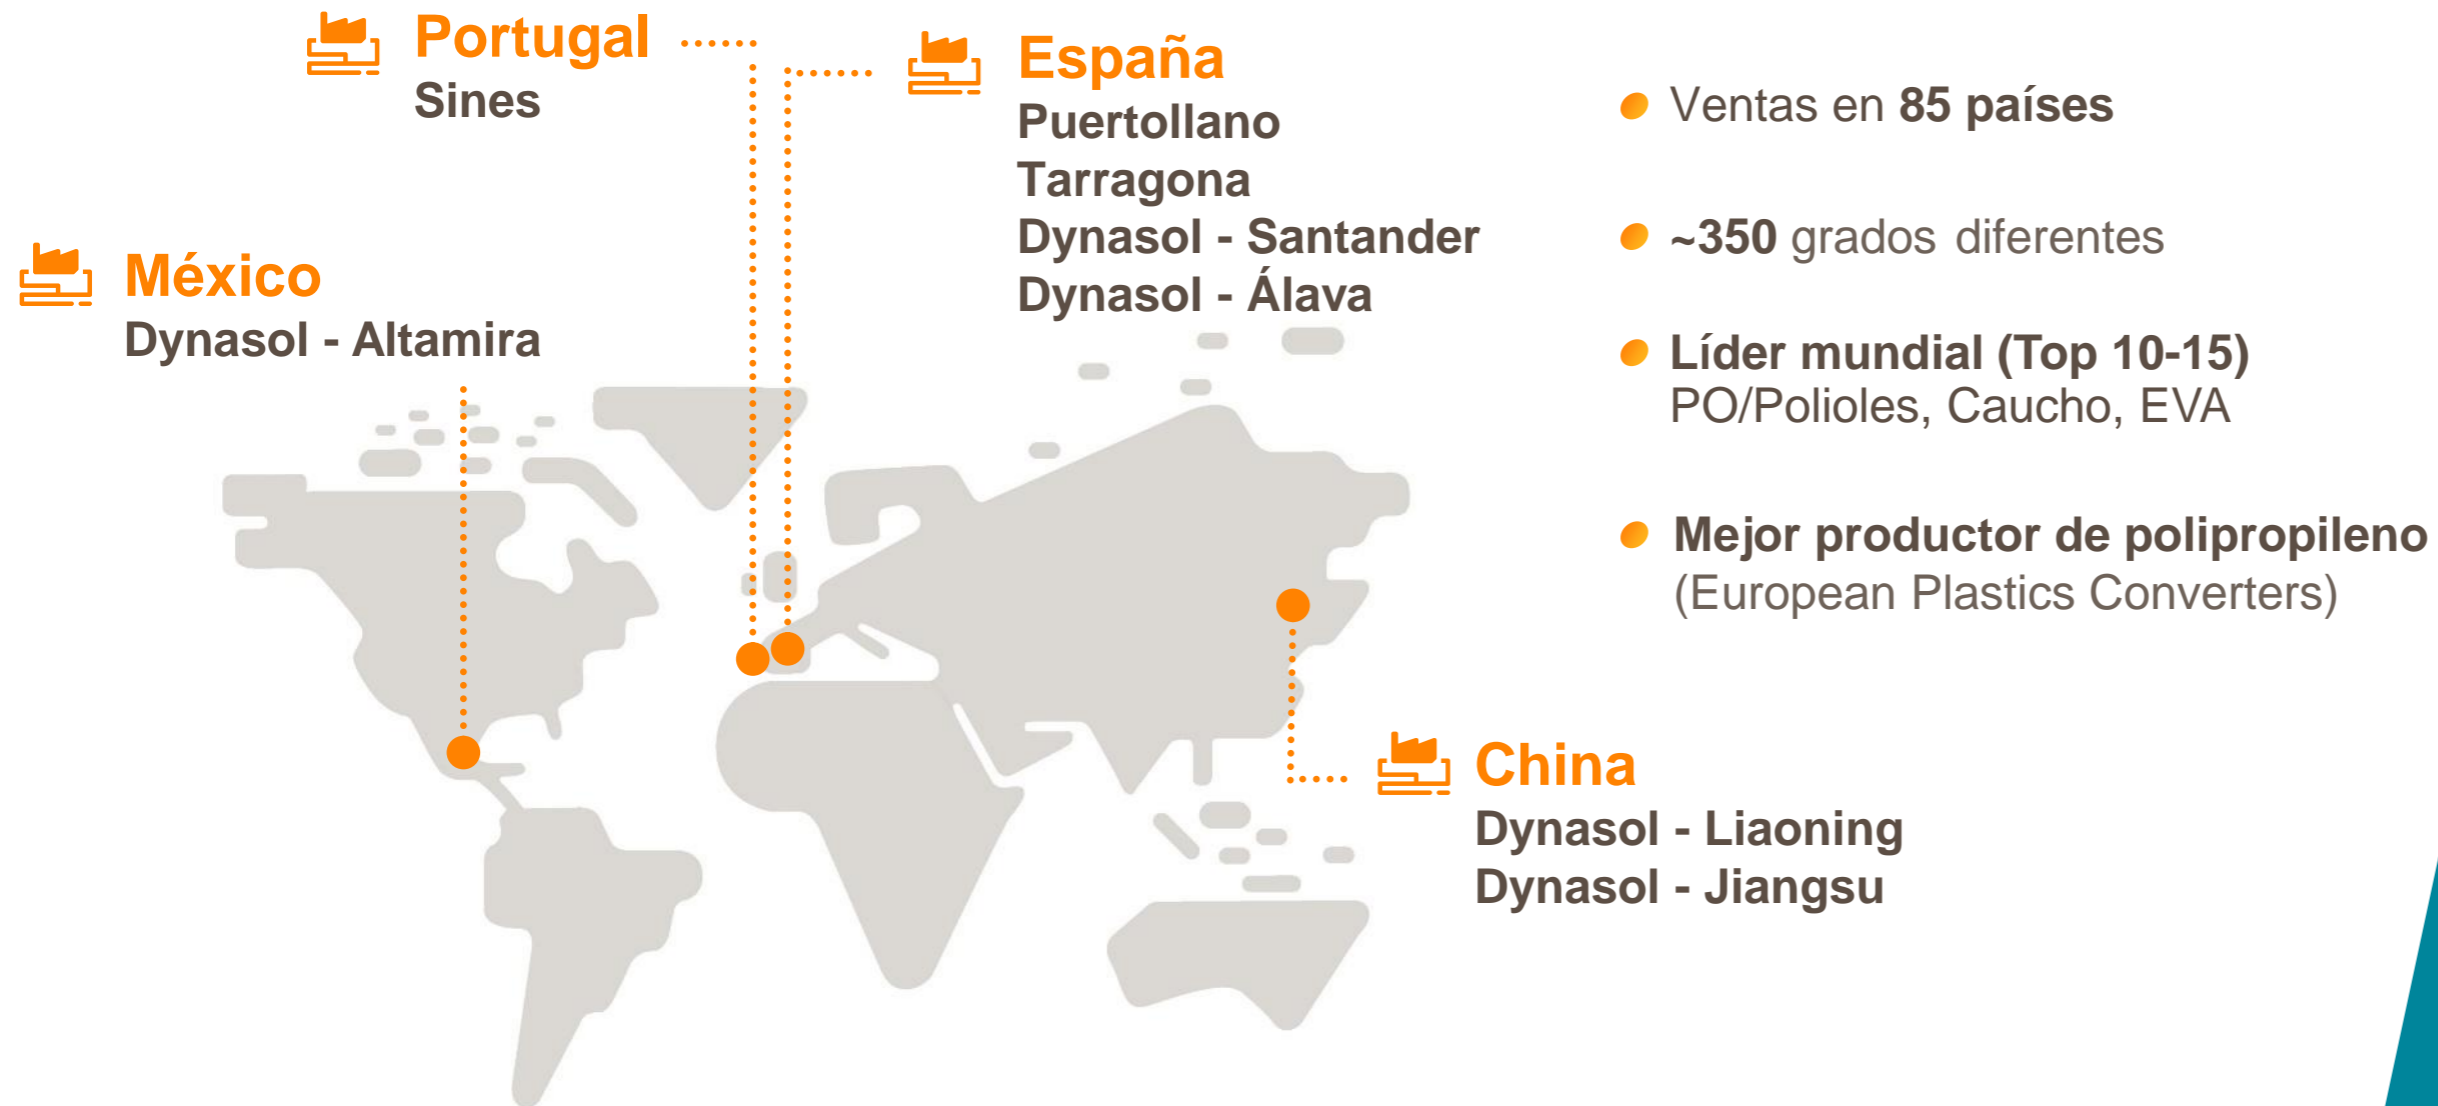 Portugal
Sines
España
Puertollano
Tarragona
Dynasol - Santander
Dynasol - Álava
México
Dynasol - Altamira
China
Dynasol - Liaoning
Dynasol - Jiangsu
Ventas en 85 países
~350 grados diferentes
Líder mundial (Top 10-15)
PO/Polioles, Caucho, EVA
Mejor productor de polipropileno
(European Plastics Converters)